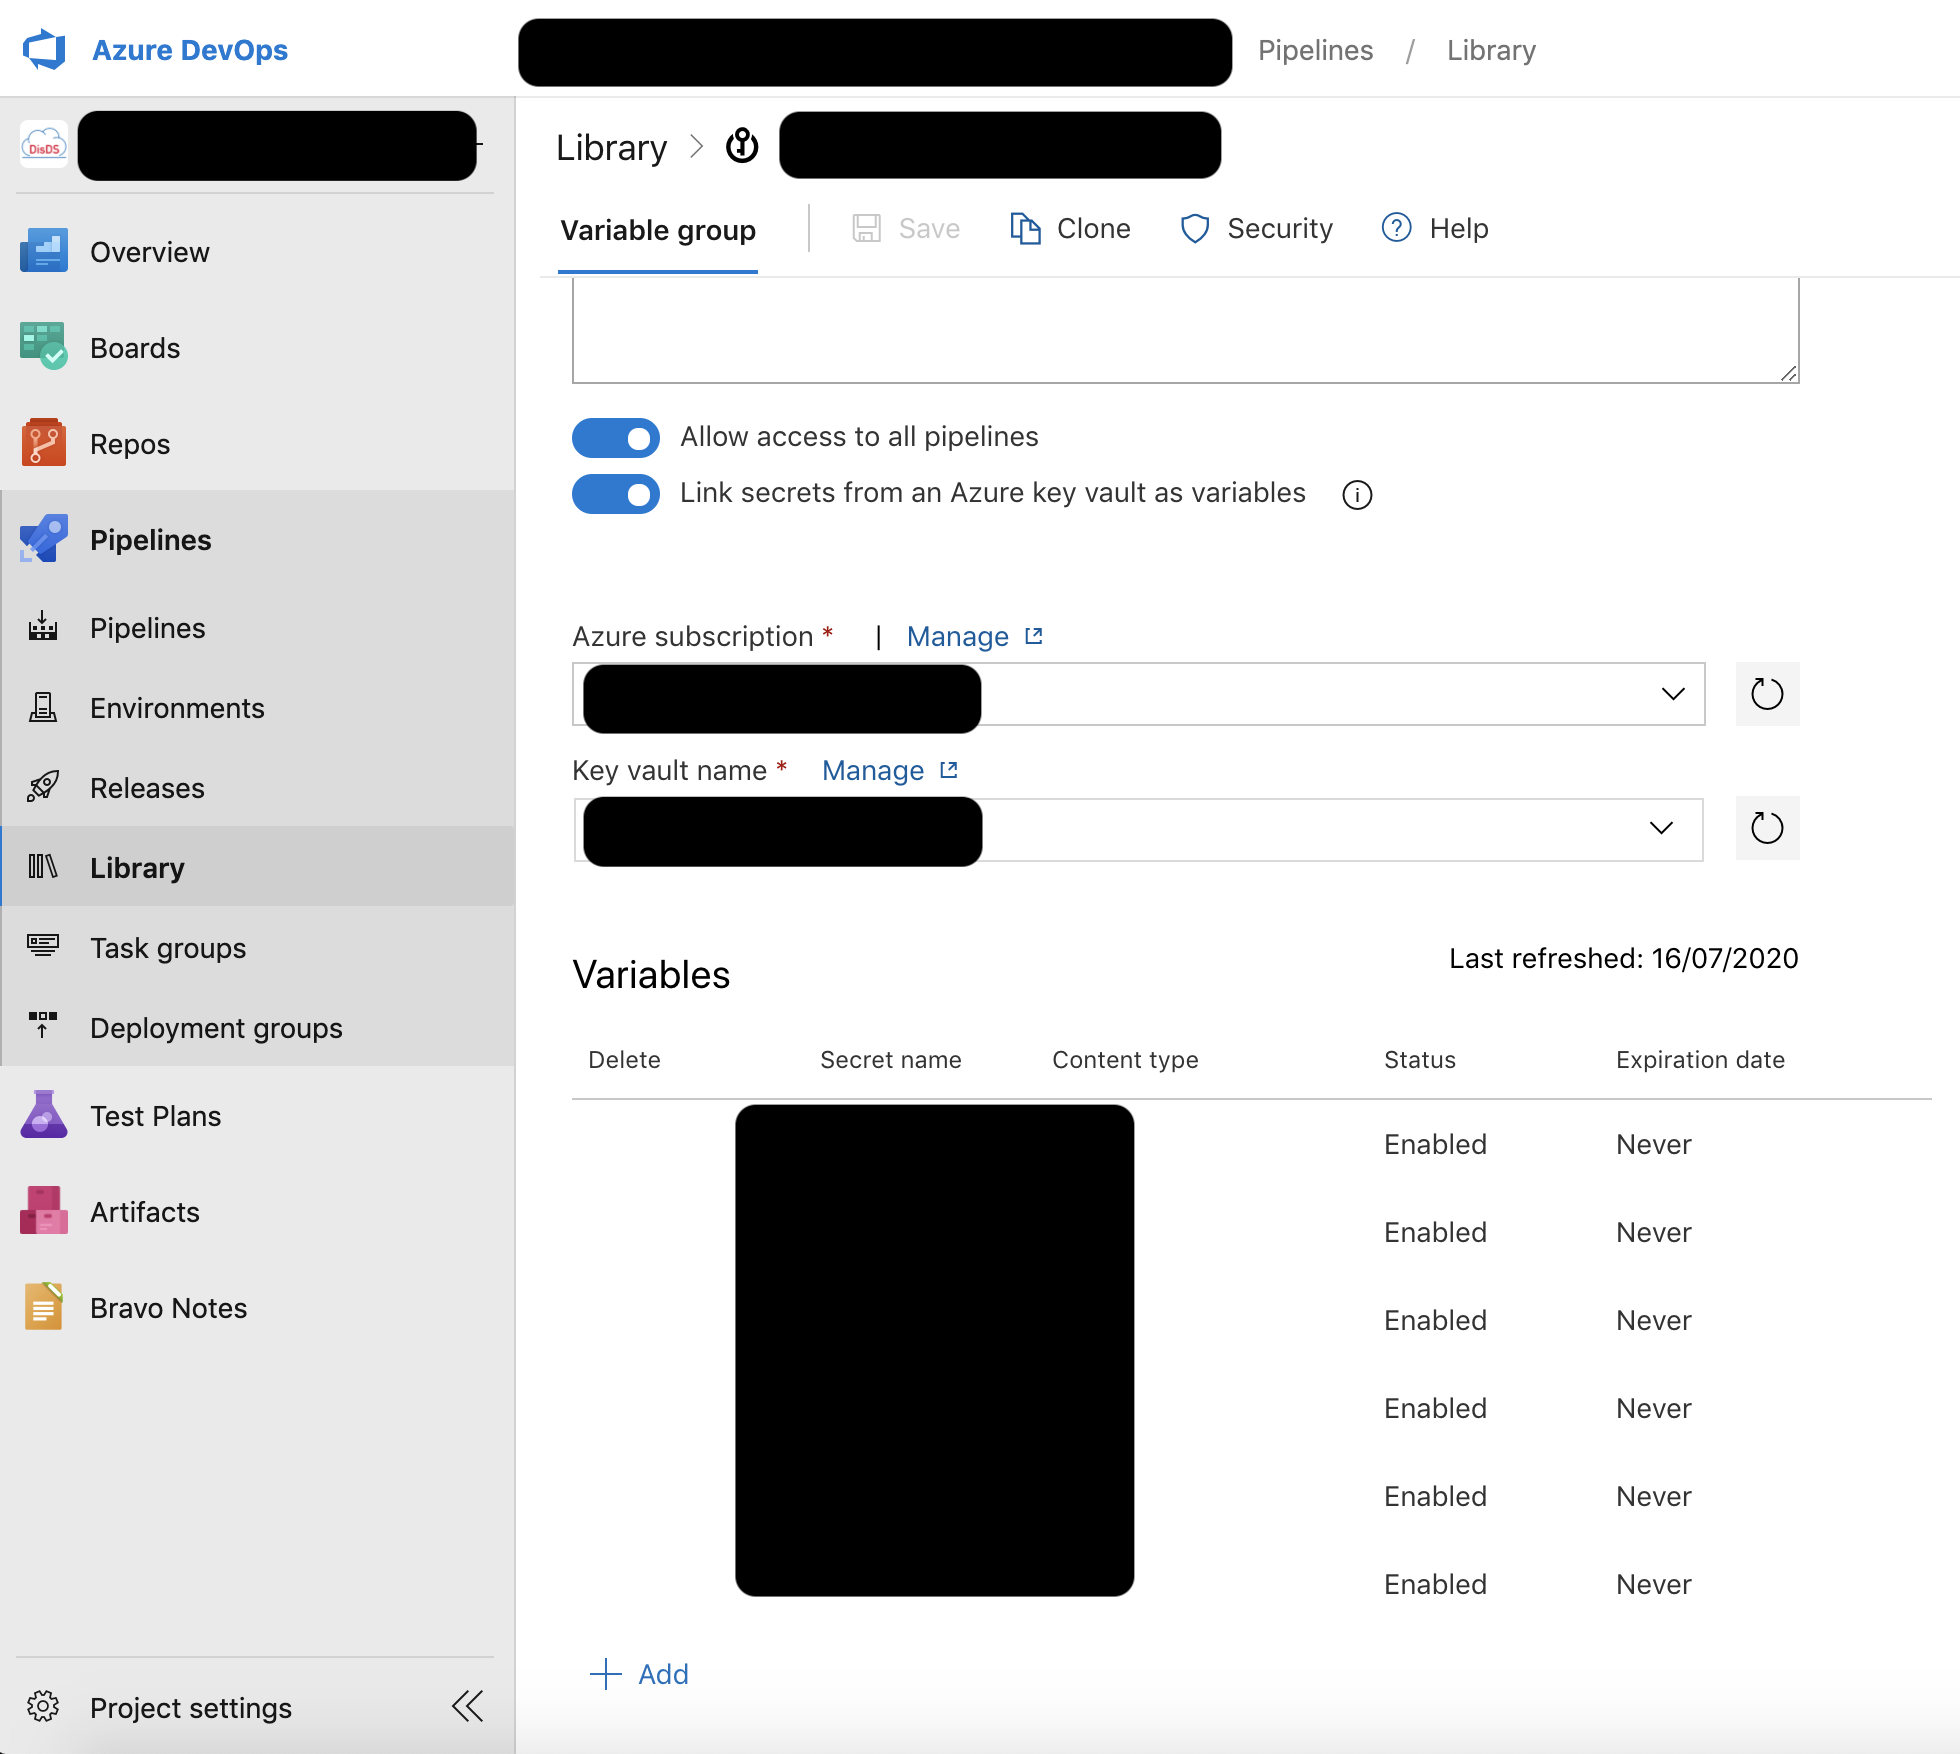 Azure DevOps
Pipelines / Library
DisDS
Library >
Variable group
Save
Clone
Security
Help
Overview
Boards
Repos
Pipelines
Pipelines
Environments
Releases
Library
Task groups
Deployment groups
Test Plans
Artifacts
Bravo Notes
Project settings
Allow access to all pipelines
Link secrets from an Azure key vault as variables
Azure subscription * | Manage
Key vault name * Manage
Variables
Last refreshed: 16/07/2020
Delete Secret name Content type Status Expiration date
Enabled Never
Enabled Never
Enabled Never
Enabled Never
Enabled Never
Enabled Never
+ Add